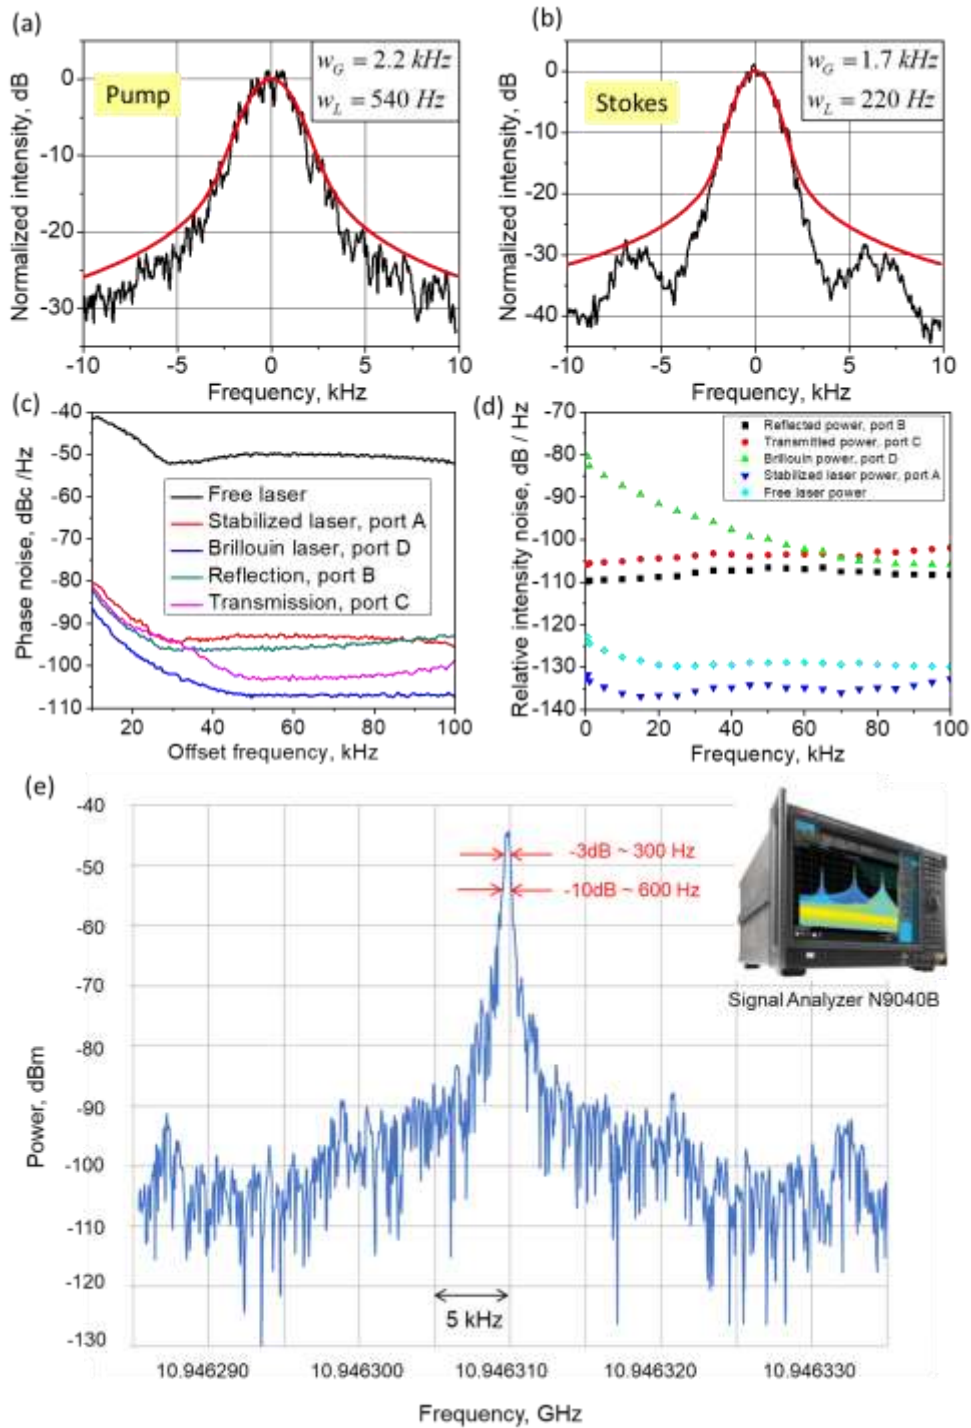 (a)
Pump
w_G = 2.2 kHz
w_L = 540 Hz
Normalized intensity, dB
0
-10
-20
-30
-10 -5 0 5 10
Frequency, kHz
(b)
Stokes
w_G = 1.7 kHz
w_L = 220 Hz
Normalized intensity, dB
0
-10
-20
-30
-40
-10 -5 0 5 10
Frequency, kHz
(c)
Phase noise, dBc /Hz
-40
-50
-60
-70
-80
-90
-100
-110
Free laser
Stabilized laser, port A
Brillouin laser, port D
Reflection, port B
Transmission, port C
20 40 60 80 100
Offset frequency, kHz
(d)
Relative intensity noise, dB / Hz
-70
-80
-90
-100
-110
-120
-130
-140
Reflected power, port B
Transmitted power, port C
Brillouin power, port D
Stabilized laser power, port A
Free laser power
0 20 40 60 80 100
Frequency, kHz
(e)
Power, dBm
-40
-50
-60
-70
-80
-90
-100
-110
-120
-130
-3dB ~ 300 Hz
-10dB ~ 600 Hz
Signal Analyzer N9040B
5 kHz
10.946290 10.946300 10.946310 10.946320 10.946330
Frequency, GHz